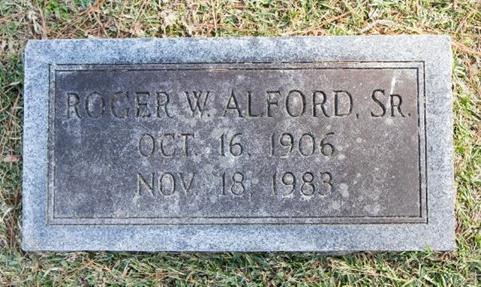 ROGER W. ALFORD, SR.
OCT. 16, 1906
NOV. 18, 1983